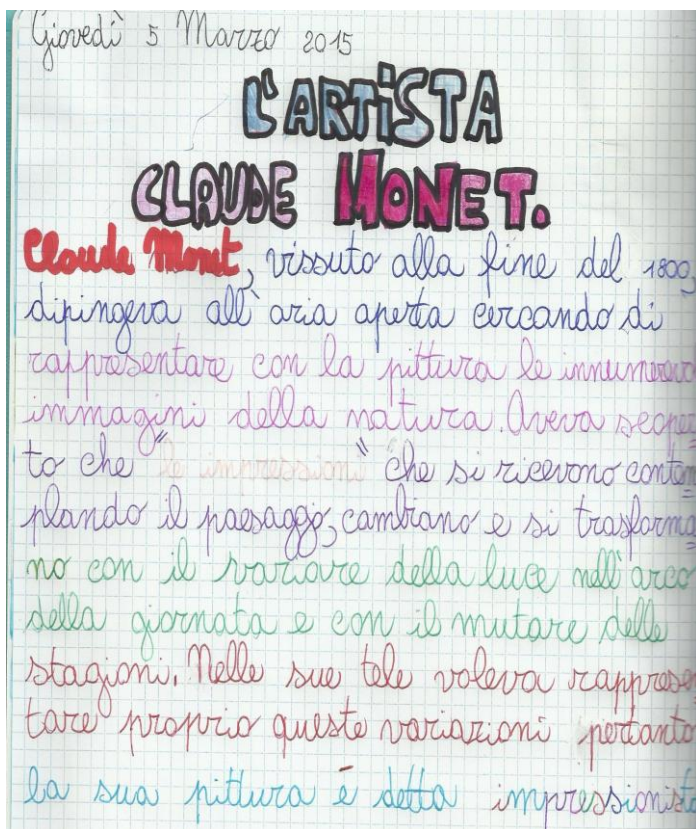 Giovedì 5 Marzo 2015
L'ARTISTA
CLAUDE MONET.
Claude Monet, vissuto alla fine del 1800,
dipingeva all'aria aperta cercando di
rappresentare con la pittura le innumerevo
immagini della natura. Aveva scoper
to che "le impressioni" che si ricevono contem
plando il paesaggo, cambiano e si trasforma
no con il variare della luce nell'arco
della giornata e con il mutare delle
stagioni. Nelle sue tele voleva rappresen
tare proprio queste variazioni pertanto
la sua pittura é detta impressionista